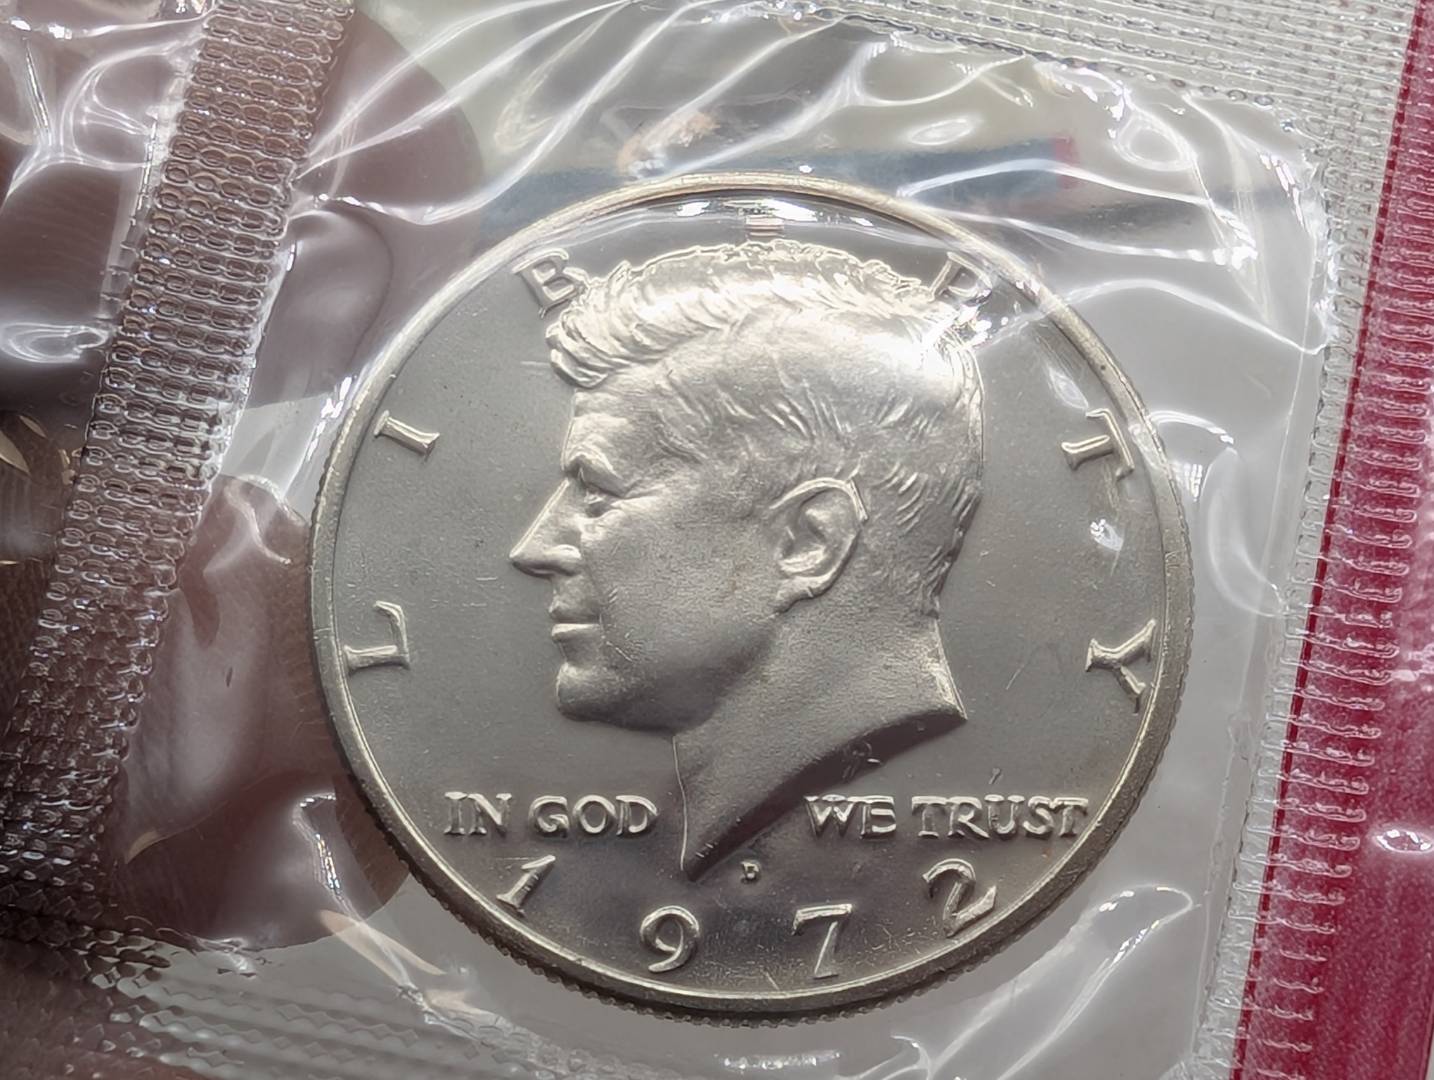 LIBERTY
IN GOD WE TRUST
D
1972